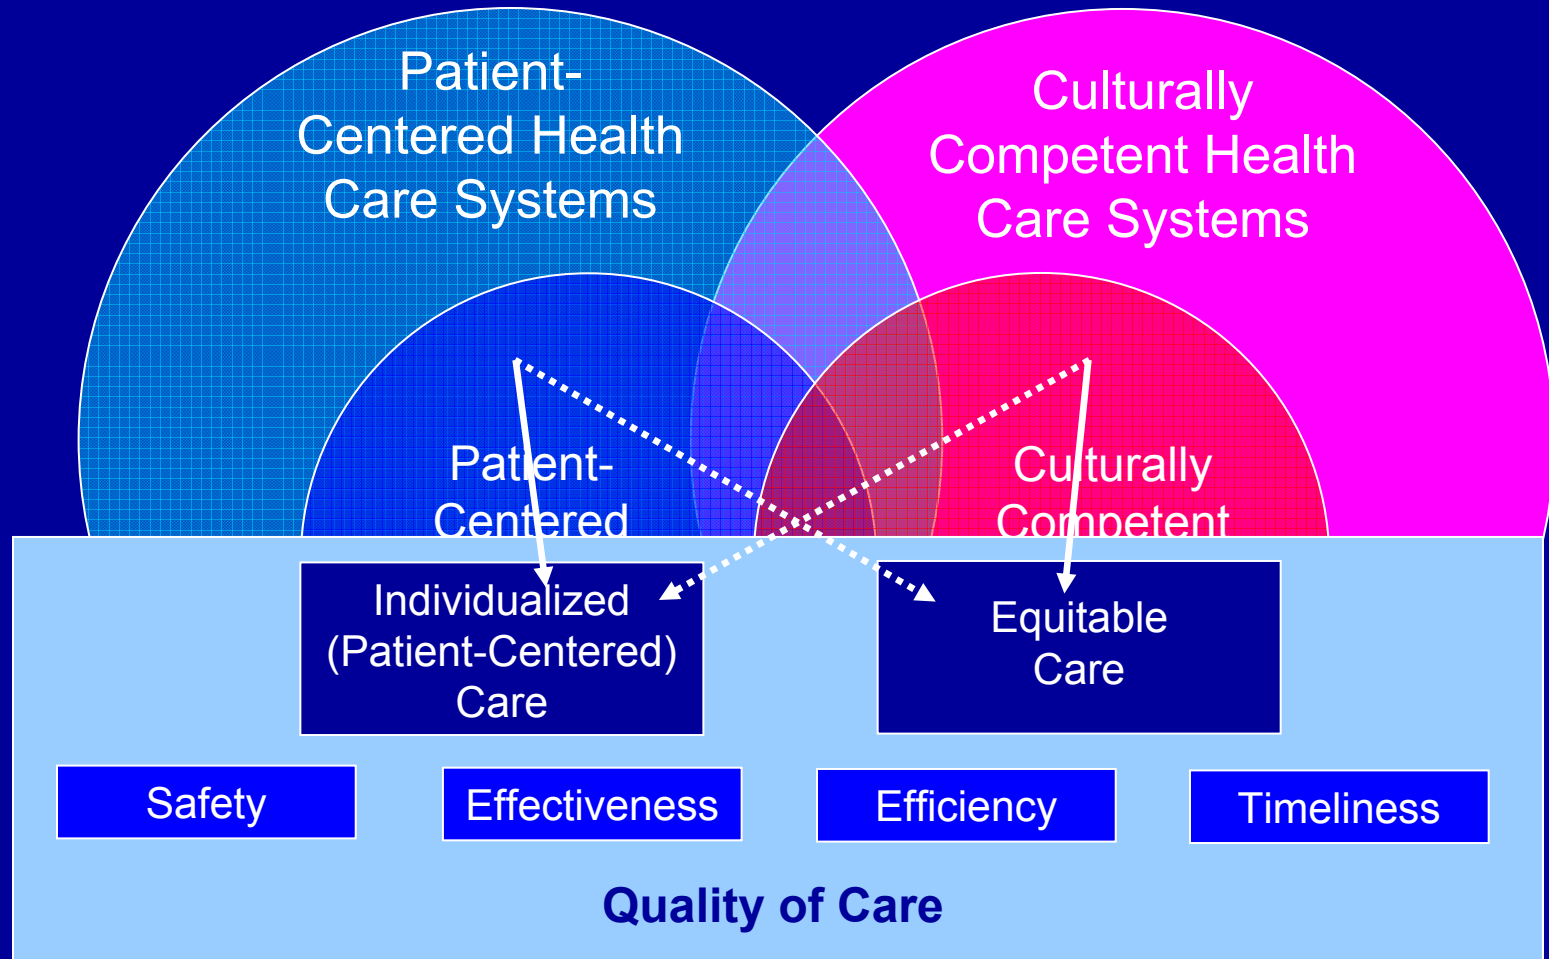 Patient-
Centered Health
Care Systems
Culturally
Competent Health
Care Systems
Patient-
Centered
Culturally
Competent
Individualized
(Patient-Centered)
Care
Equitable
Care
Safety
Effectiveness
Efficiency
Timeliness
Quality of Care